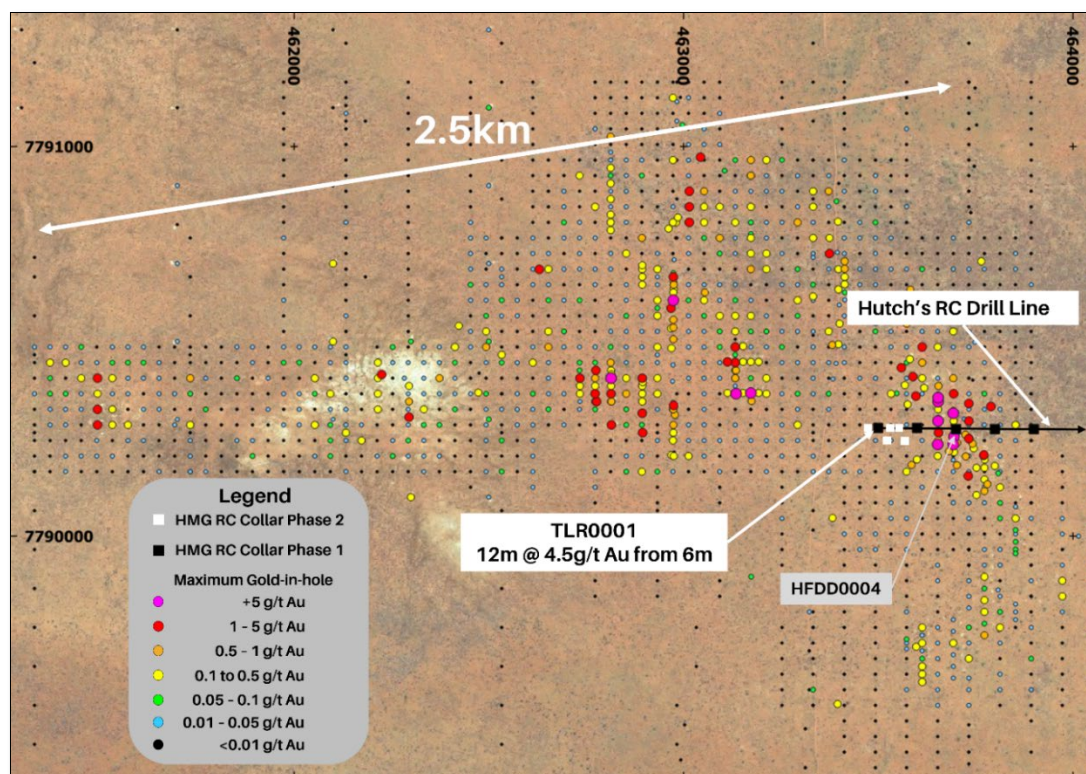 462000
463000
464000
2.5km
7791000
Hutch's RC Drill Line
TLR0001
12m @ 4.5g/t Au from 6m
HFDD0004
7790000
Legend
HMG RC Collar Phase 2
HMG RC Collar Phase 1
Maximum Gold-in-hole
+5 g/t Au
1 - 5 g/t Au
0.5 - 1 g/t Au
0.1 to 0.5 g/t Au
0.05 - 0.1 g/t Au
0.01 - 0.05 g/t Au
<0.01 g/t Au